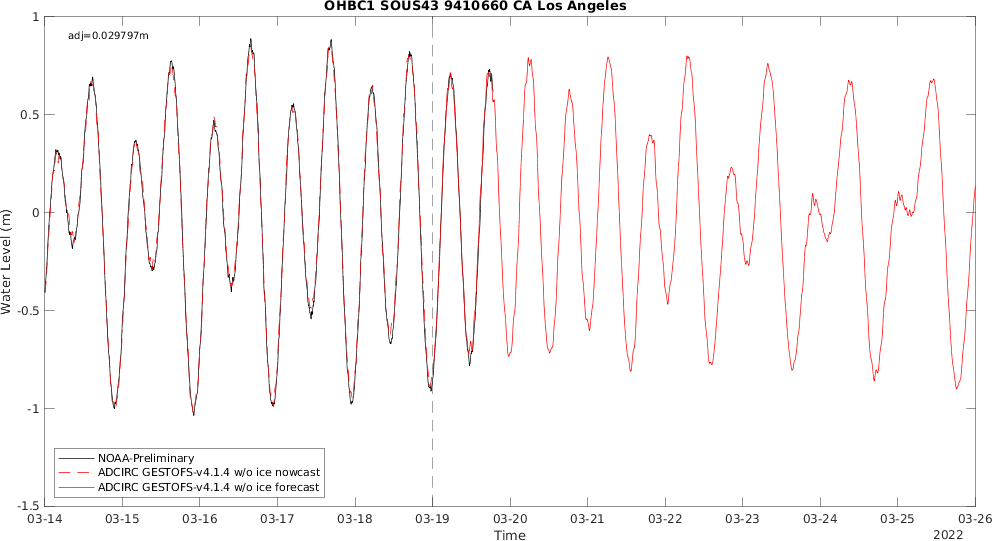 OHBC1 SOUS43 9410660 CA Los Angeles
adj=0.029797m
1
0.5
0
-0.5
-1
-1.5
Water Level (m)
NOAA-Preliminary
ADCIRC GESTOFS-v4.1.4 w/o ice nowcast
ADCIRC GESTOFS-v4.1.4 w/o ice forecast
03-14 03-15 03-16 03-17 03-18 03-19 03-20 03-21 03-22 03-23 03-24 03-25 03-26
Time
2022